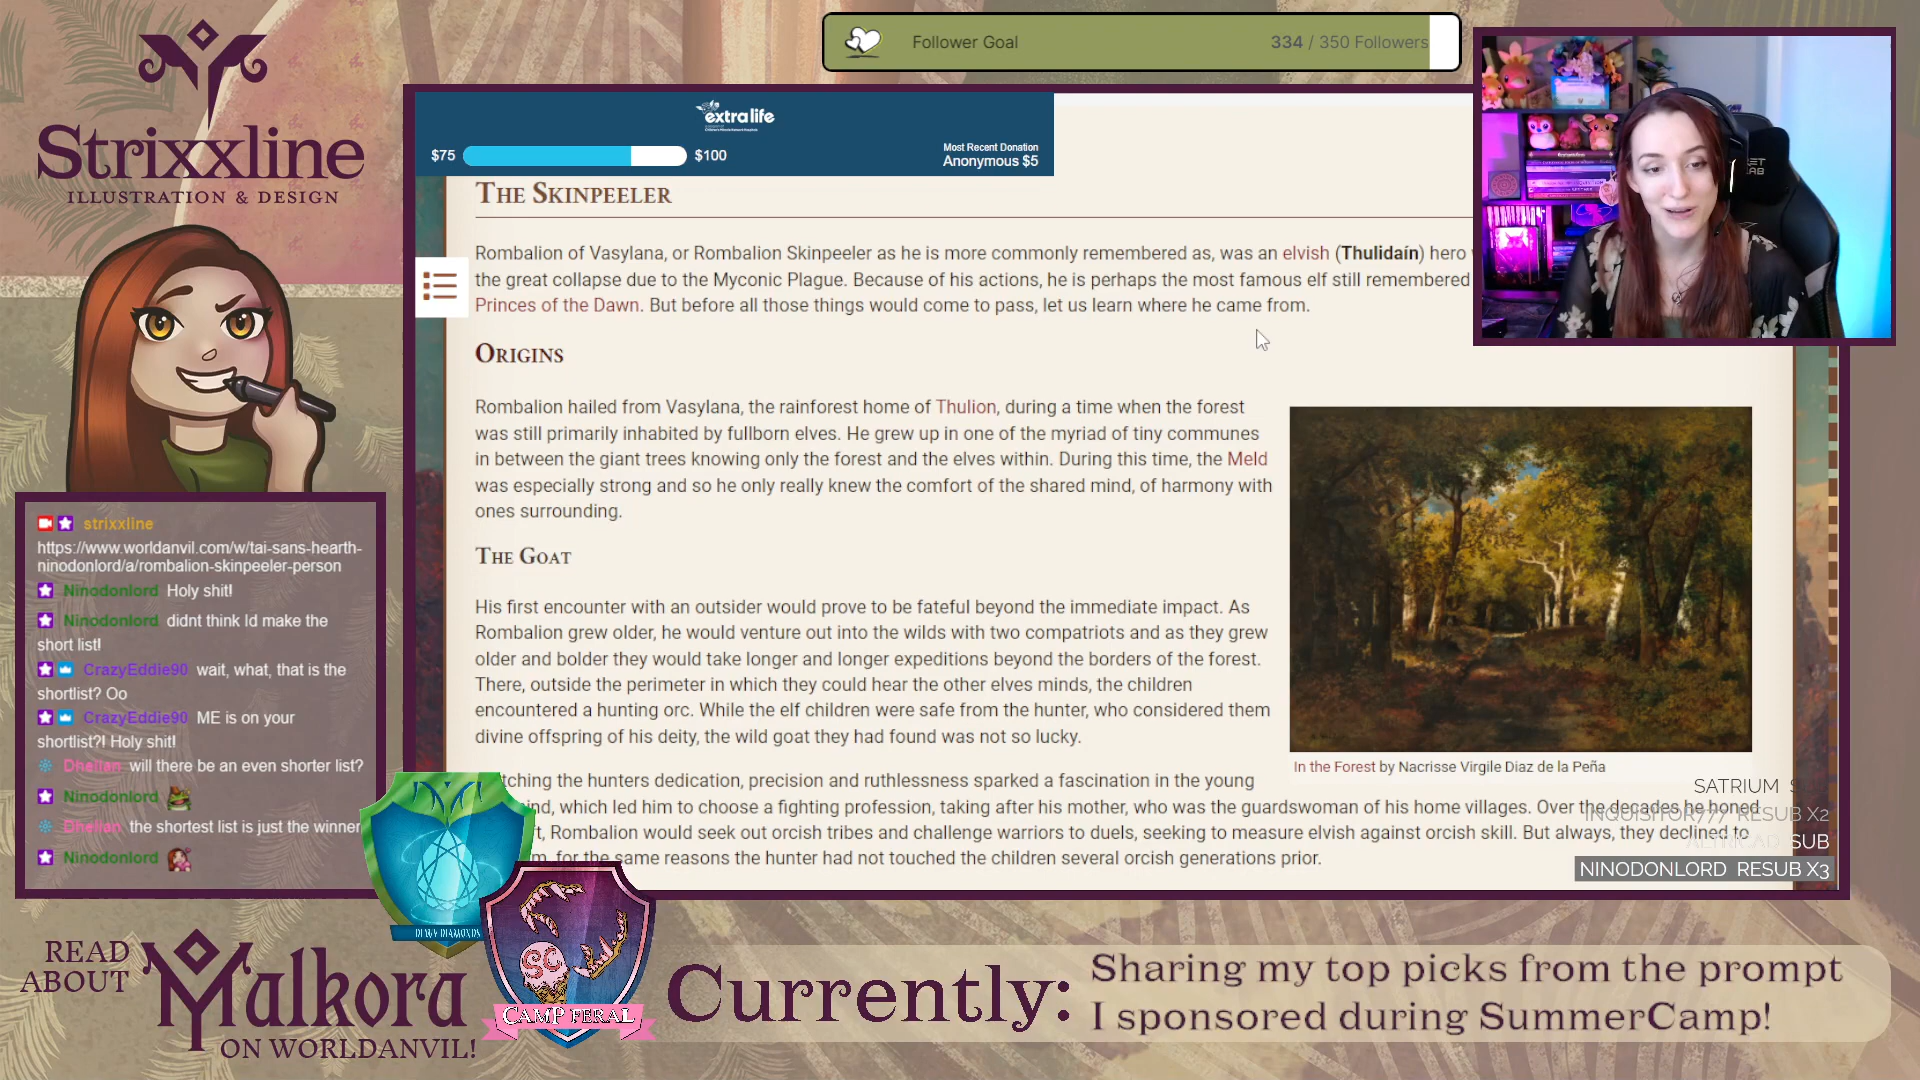 Strixxline
ILLUSTRATION & DESIGN
Follower Goal
334 / 350 Followers
extralife
$75
$100
Most Recent Donation
Anonymous $5
THE SKINPEELER
Rombalion of Vasylana, or Rombalion Skinpeeler as he is more commonly remembered as, was an elvish (Thulidaín) hero
the great collapse due to the Myconic Plague. Because of his actions, he is perhaps the most famous elf still remembered
Princes of the Dawn. But before all those things would come to pass, let us learn where he came from.
ORIGINS
Rombalion hailed from Vasylana, the rainforest home of Thulion, during a time when the forest
was still primarily inhabited by fullborn elves. He grew up in one of the myriad of tiny communes
in between the giant trees knowing only the forest and the elves within. During this time, the Meld
was especially strong and so he only really knew the comfort of the shared mind, of harmony with
ones surrounding.
THE GOAT
His first encounter with an outsider would prove to be fateful beyond the immediate impact. As
Rombalion grew older, he would venture out into the wilds with two compatriots and as they grew
older and bolder they would take longer and longer expeditions beyond the borders of the forest.
There, outside the perimeter in which they could hear the other elves minds, the children
encountered a hunting orc. While the elf children were safe from the hunter, who considered them
divine offspring of his deity, the wild goat they had found was not so lucky.
the hunters dedication, precision and ruthlessness sparked a fascination in the young
which led him to choose a fighting profession, taking after his mother, who was the guardswoman of his home villages. Over the decades he honed
Rombalion would seek out orcish tribes and challenge warriors to duels, seeking to measure elvish against orcish skill. But always, they declined to
for the same reasons the hunter had not touched the children several orcish generations prior.
In the Forest by Nacrisse Virgile Diaz de la Peña
SATRIUM
INQUISITOR777 RESUB X2
SUB
NINODONLORD RESUB X3
strixxline
https://www.worldanvil.com/w/tai-sans-hearth-
ninodonlord/a/rombalion-skinpeeler-person
Ninodonlord Holy shit!
Ninodonlord didnt think Id make the
short list!
CrazyEddie90 wait, what, that is the
shortlist? Oo
CrazyEddie90 ME is on your
shortlist?! Holy shit!
Dhelian will there be an even shorter list?
Ninodonlord
Dhelian the shortest list is just the winner
Ninodonlord
DIAMONDS
SC
CAMP FERAL
READ
ABOUT
Malkora
ON WORLDANVIL!
Currently:
Sharing my top picks from the prompt
I sponsored during SummerCamp!